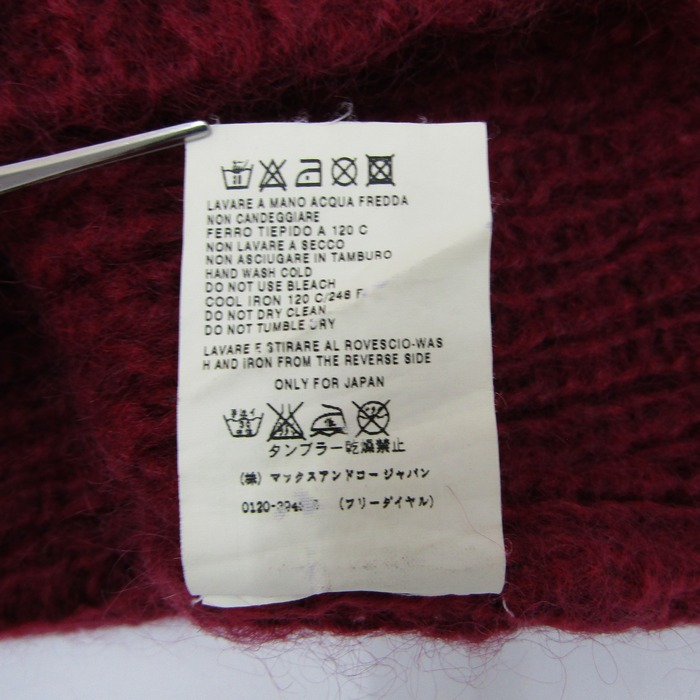 LAVARE A MANO ACQUA FREDDA
NON CANDEGGIARE
FERRO TIEPIDO A 120 C
NON LAVARE A SECCO
NON ASCIUGARE IN TAMBURO
HAND WASH COLD
DO NOT USE BLEACH
COOL IRON 120 C/248 F
DO NOT DRY CLEAN
DO NOT TUMBLE DRY
LAVARE E STIRARE AL ROVESCIO-WAS
H AND IRON FROM THE REVERSE SIDE
ONLY FOR JAPAN
手洗イ
30
タンブラー乾燥禁止
(株) マックスアンドコー ジャパン
(フリーダイヤル)